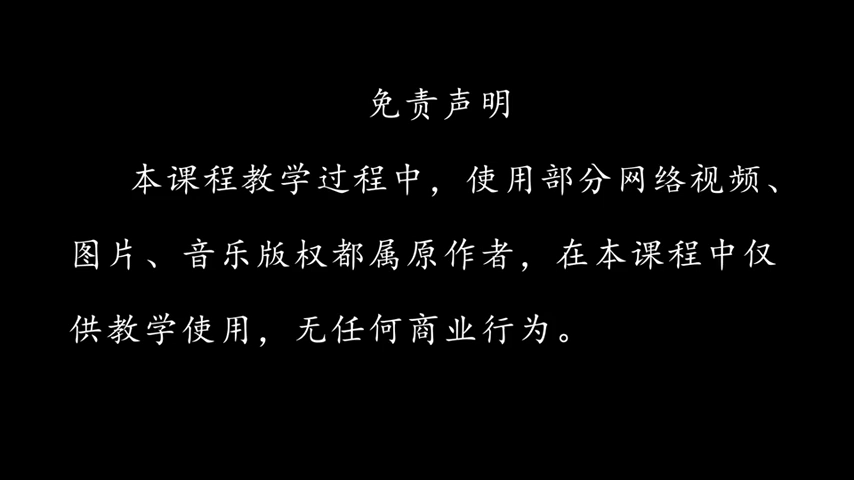 免责声明
本课程教学过程中，使用部分网络视频、
图片、音乐版权都属原作者，在本课程中仅
供教学使用，无任何商业行为。